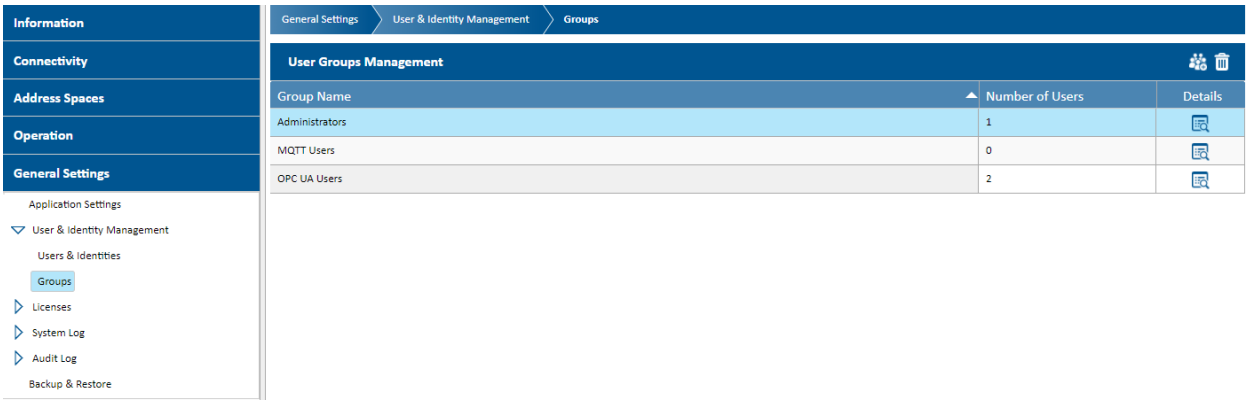 Information
Connectivity
Address Spaces
Operation
General Settings
Application Settings
User & Identity Management
Users & Identities
Groups
Licenses
System Log
Audit Log
Backup & Restore
General Settings User & Identity Management Groups
User Groups Management
Group Name Number of Users Details
Administrators 1
MQTT Users 0
OPC UA Users 2